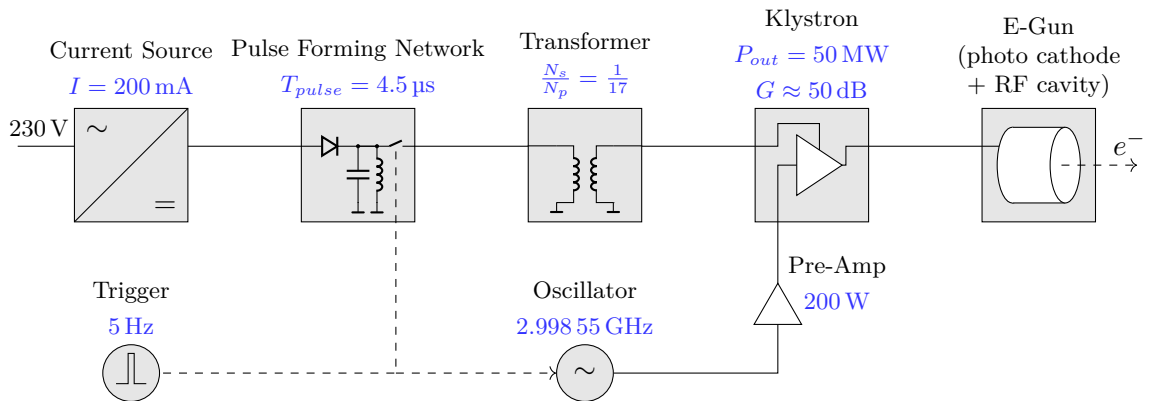 Current Source
I = 200 mA
Pulse Forming Network
T_pulse = 4.5 µs
Transformer
N_s/N_p = 1/17
Klystron
P_out = 50 MW
G ≈ 50 dB
E-Gun
(photo cathode
+ RF cavity)
230 V
~
=
e⁻
Trigger
5 Hz
Oscillator
2.998 55 GHz
~
Pre-Amp
200 W